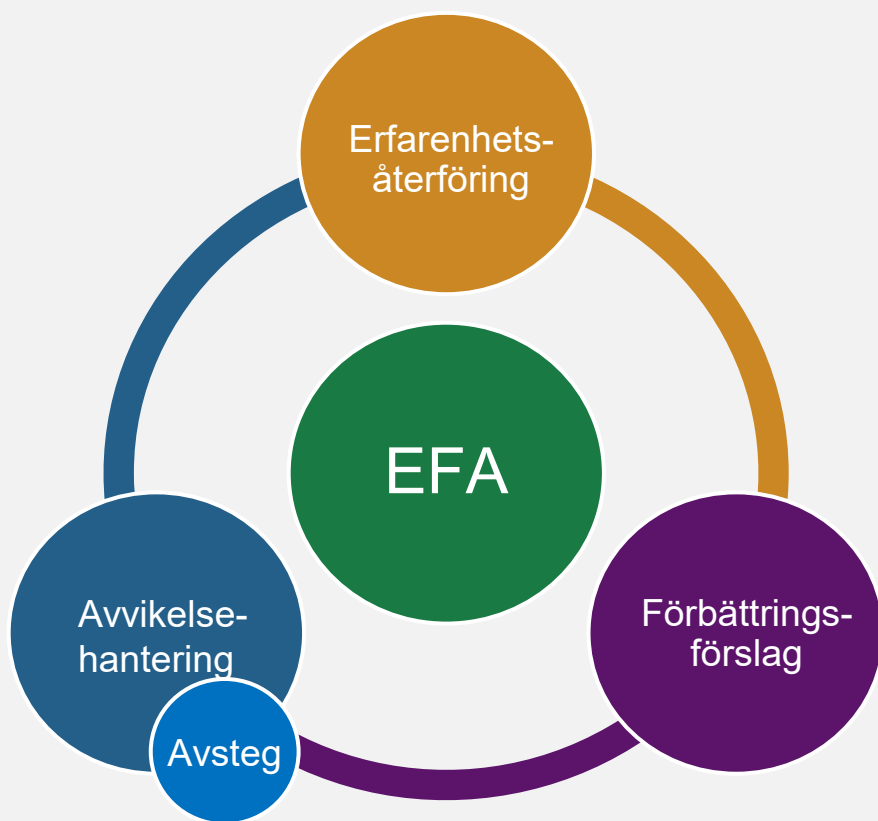 Erfarenhets-
återföring
EFA
Avvikelse-
hantering
Förbättrings-
förslag
Avsteg